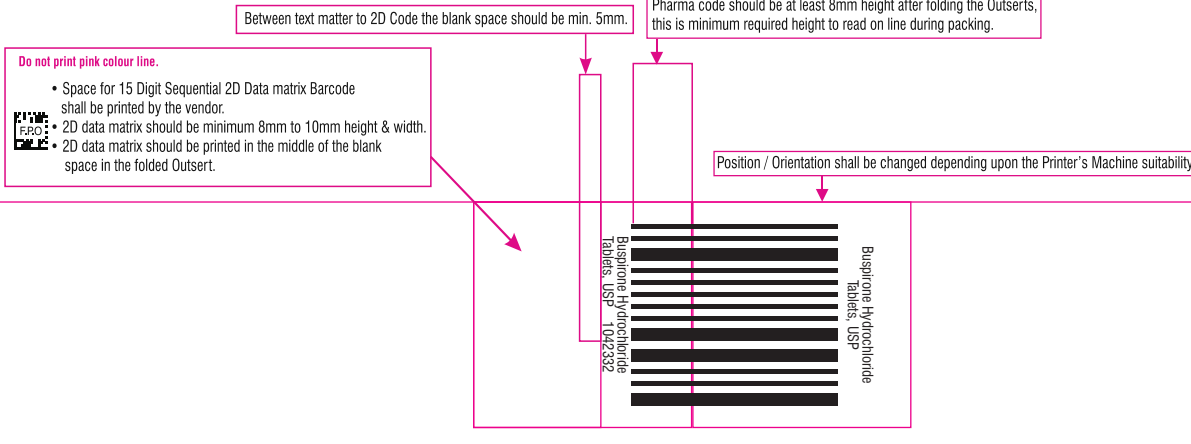 Between text matter to 2D Code the blank space should be min. 5mm.
Pharma code should be at least 8mm height after folding the Outserts,
this is minimum required height to read on line during packing.
Do not print pink colour line.
• Space for 15 Digit Sequential 2D Data matrix Barcode
shall be printed by the vendor.
F.P.O
• 2D data matrix should be minimum 8mm to 10mm height & width.
• 2D data matrix should be printed in the middle of the blank
space in the folded Outsert.
Position / Orientation shall be changed depending upon the Printer's Machine suitability
Buspirone Hydrochloride
Tablets, USP 1042332
Buspirone Hydrochloride
Tablets, USP